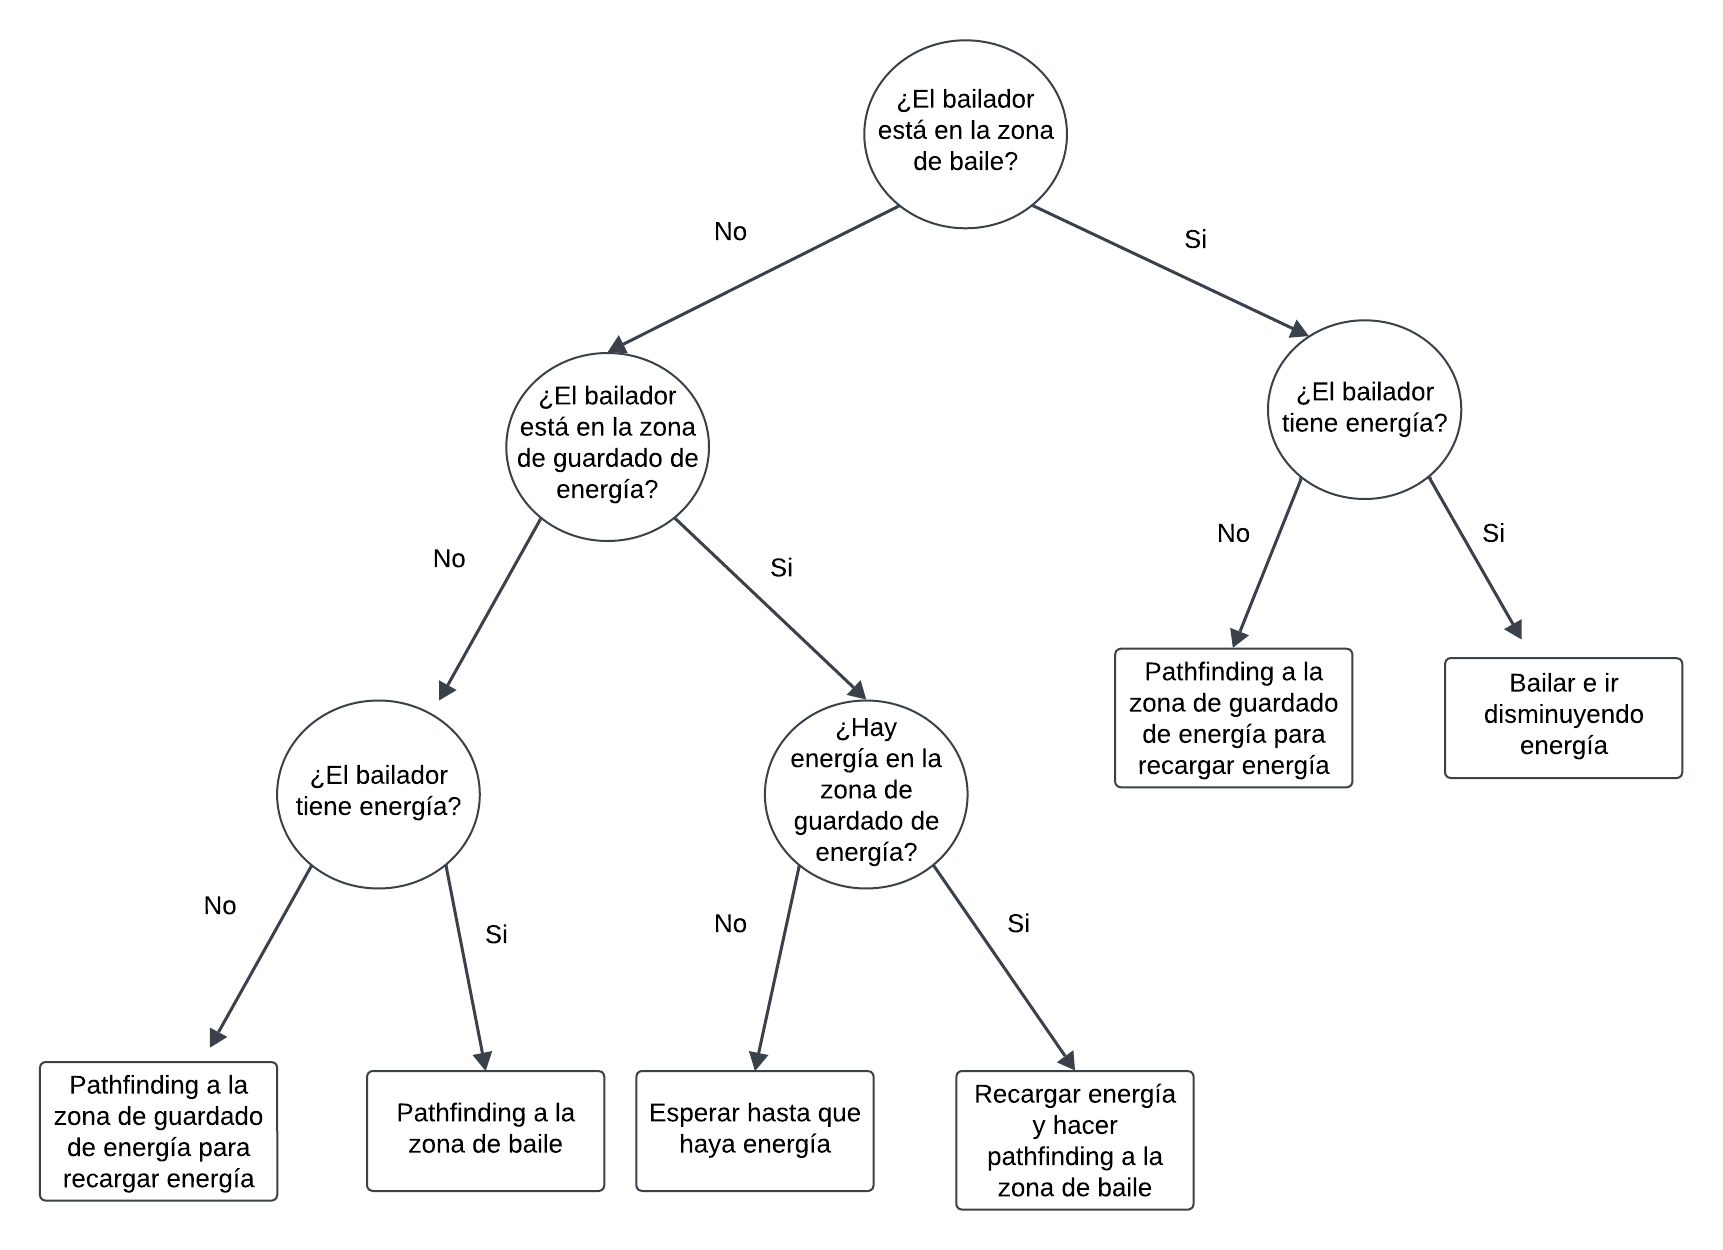 ¿El bailador
está en la zona
de baile?
No
Si
¿El bailador
está en la zona
de guardado de
energía?
¿El bailador
tiene energía?
No
Si
No
Si
Pathfinding a la
zona de guardado
de energía para
recargar energía
Bailar e ir
disminuyendo
energía
¿El bailador
tiene energía?
¿Hay
energía en la
zona de
guardado de
energía?
No
Si
No
Si
Pathfinding a la
zona de guardado
de energía para
recargar energía
Pathfinding a la
zona de baile
Esperar hasta que
haya energía
Recargar energía
y hacer
pathfinding a la
zona de baile